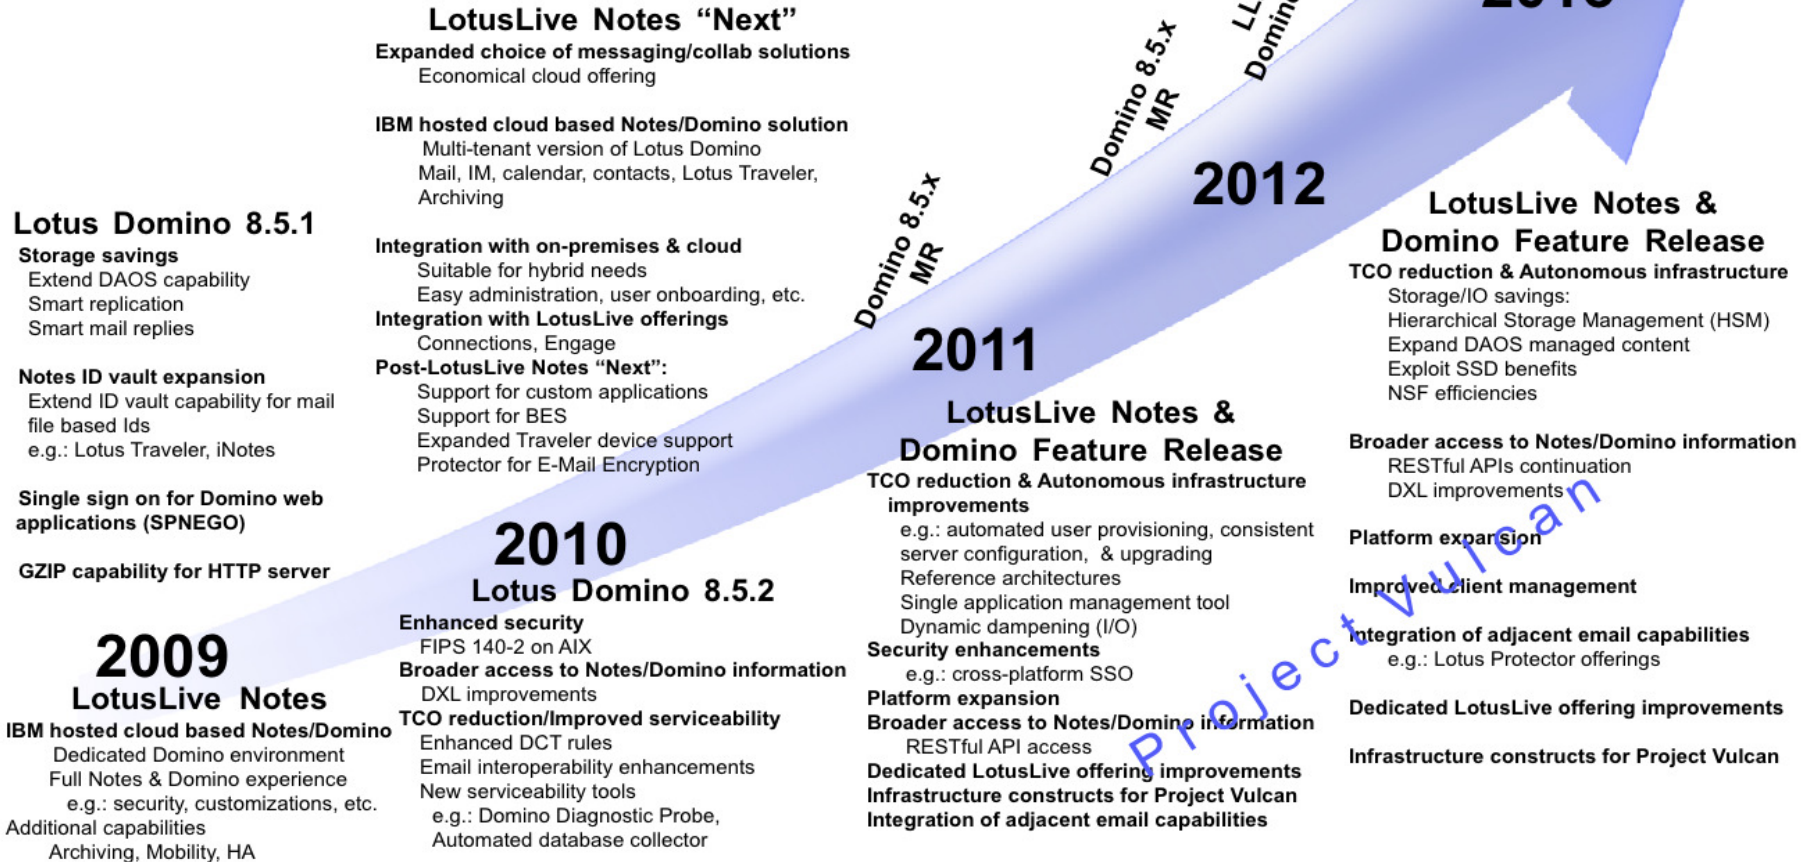 LotusLive Notes “Next”
Expanded choice of messaging/collab solutions
Economical cloud offering
IBM hosted cloud based Notes/Domino solution
Multi-tenant version of Lotus Domino
Mail, IM, calendar, contacts, Lotus Traveler,
Archiving
Integration with on-premises & cloud
Suitable for hybrid needs
Easy administration, user onboarding, etc.
Integration with LotusLive offerings
Connections, Engage
Post-LotusLive Notes “Next”:
Support for custom applications
Support for BES
Expanded Traveler device support
Protector for E-Mail Encryption
Lotus Domino 8.5.1
Storage savings
Extend DAOS capability
Smart replication
Smart mail replies
Notes ID vault expansion
Extend ID vault capability for mail
file based Ids
e.g.: Lotus Traveler, iNotes
Single sign on for Domino web
applications (SPNEGO)
GZIP capability for HTTP server
2009
LotusLive Notes
IBM hosted cloud based Notes/Domino
Dedicated Domino environment
Full Notes & Domino experience
e.g.: security, customizations, etc.
Additional capabilities
Archiving, Mobility, HA
2010
Lotus Domino 8.5.2
Enhanced security
FIPS 140-2 on AIX
Broader access to Notes/Domino information
DXL improvements
TCO reduction/Improved serviceability
Enhanced DCT rules
Email interoperability enhancements
New serviceability tools
e.g.: Domino Diagnostic Probe,
Automated database collector
Domino 8.5.x
MR
2011
LotusLive Notes &
Domino Feature Release
TCO reduction & Autonomous infrastructure
improvements
e.g.: automated user provisioning, consistent
server configuration, & upgrading
Reference architectures
Single application management tool
Dynamic dampening (I/O)
Security enhancements
e.g.: cross-platform SSO
Platform expansion
Broader access to Notes/Domino information
RESTful API access
Dedicated LotusLive offering improvements
Infrastructure constructs for Project Vulcan
Integration of adjacent email capabilities
Domino 8.5.x
MR
2012
LL
Domino
LotusLive Notes &
Domino Feature Release
TCO reduction & Autonomous infrastructure
Storage/IO savings:
Hierarchical Storage Management (HSM)
Expand DAOS managed content
Exploit SSD benefits
NSF efficiencies
Broader access to Notes/Domino information
RESTful APIs continuation
DXL improvements
Platform expansion
Improved client management
Integration of adjacent email capabilities
e.g.: Lotus Protector offerings
Dedicated LotusLive offering improvements
Infrastructure constructs for Project Vulcan
Project Vulcan